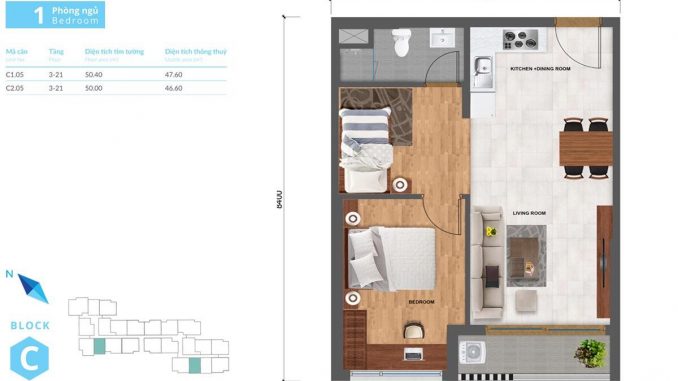 1 Phòng ngủ
Bedroom
Mã căn Tầng Diện tích tim tường Diện tích thông thuỷ
C1.05 3-21 50.40 47.60
C2.05 3-21 50.00 46.60
KITCHEN +DINING ROOM
8400
LIVING ROOM
BEDROOM
N
BLOCK
C